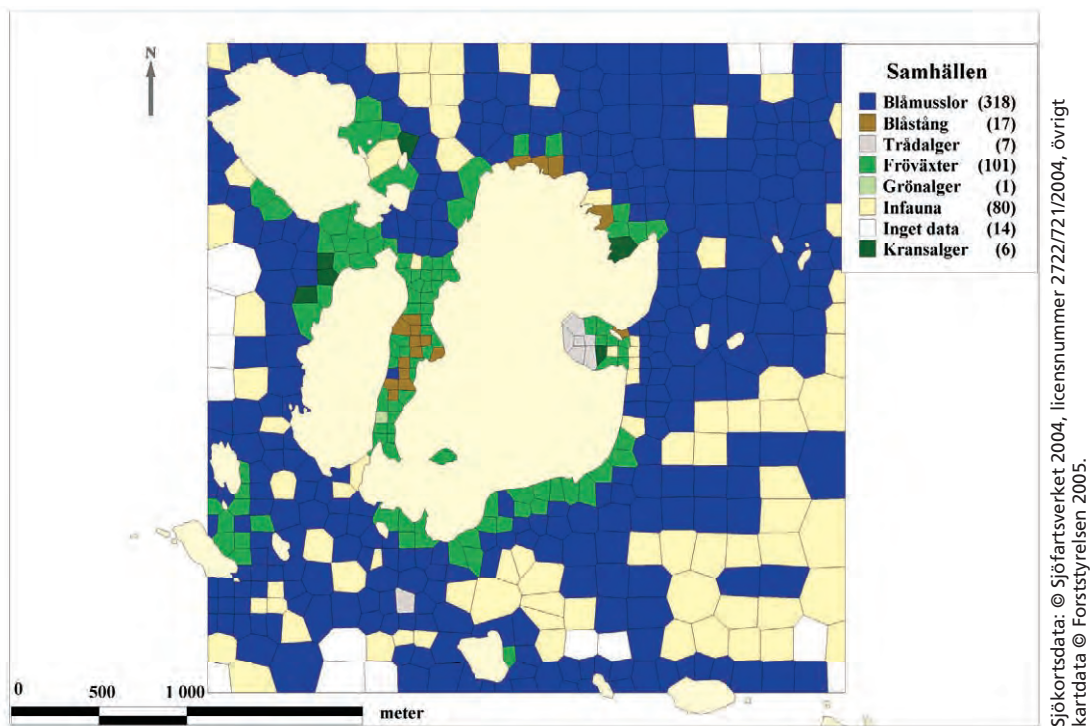 N
Samhällen
Blåmusslor (318)
Blåstång (17)
Trådalger (7)
Fröväxter (101)
Grönalger (1)
Infauna (80)
Inget data (14)
Kransalger (6)
0 500 1 000
meter
Sjökortsdata: © Sjöfartsverket 2004, licensnummer 2722/721/2004, övrigt
Kartdata © Forststyrelsen 2005.